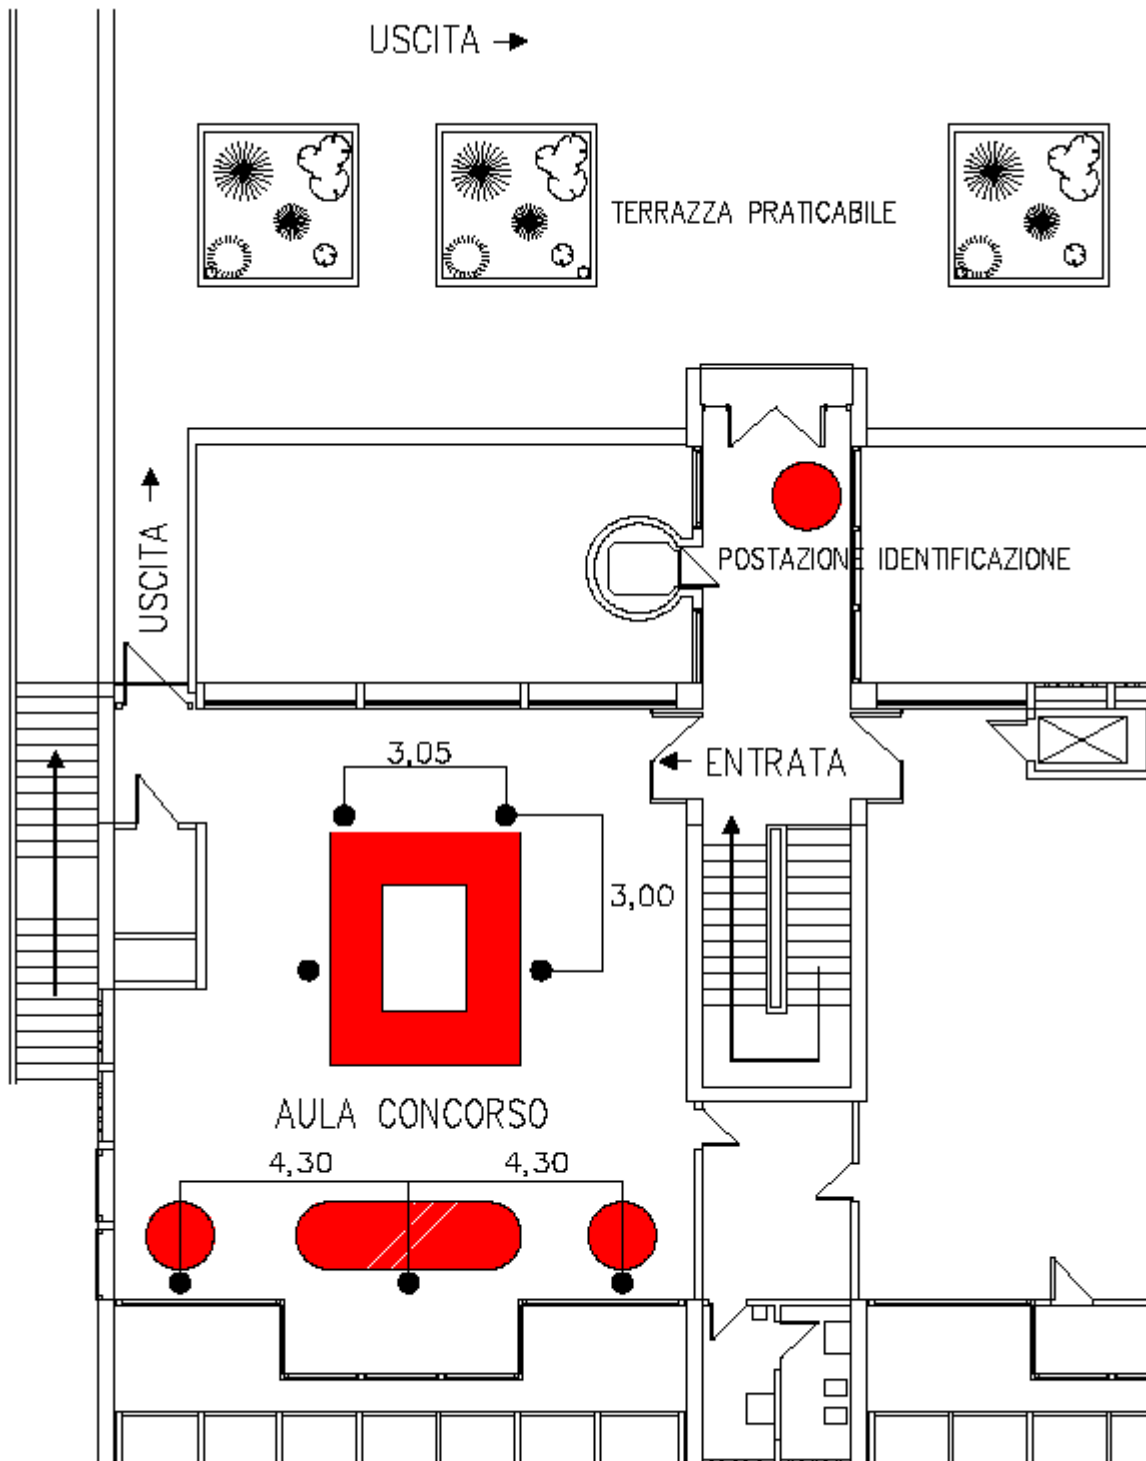 USCITA
TERRAZZA PRATICABILE
USCITA
POSTAZIONE IDENTIFICAZIONE
ENTRATA
3,05
3,00
AULA CONCORSO
4,30 4,30